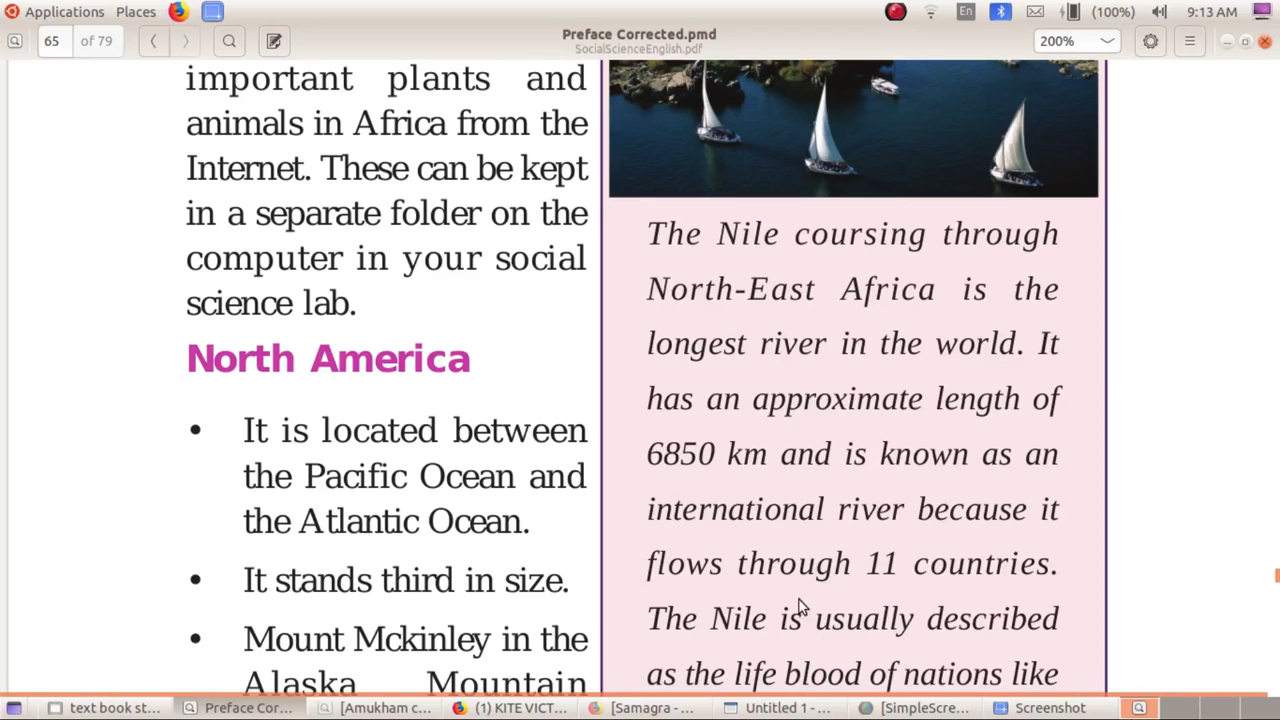 Applications Places En (100%) 9:13 AM
65 of 79 Preface Corrected.pmd 200%
SocialScienceEnglish.pdf
important plants and
animals in Africa from the
Internet. These can be kept
in a separate folder on the
computer in your social
science lab.
North America
• It is located between
the Pacific Ocean and
the Atlantic Ocean.
• It stands third in size.
• Mount Mckinley in the
Alaska Mountain
The Nile coursing through
North-East Africa is the
longest river in the world. It
has an approximate length of
6850 km and is known as an
international river because it
flows through 11 countries.
The Nile is usually described
as the life blood of nations like
text book st... Preface Cor... [Amukham c... (1) KITE VICT... [Samagra - ... Untitled 1 - ... [SimpleScre... Screenshot